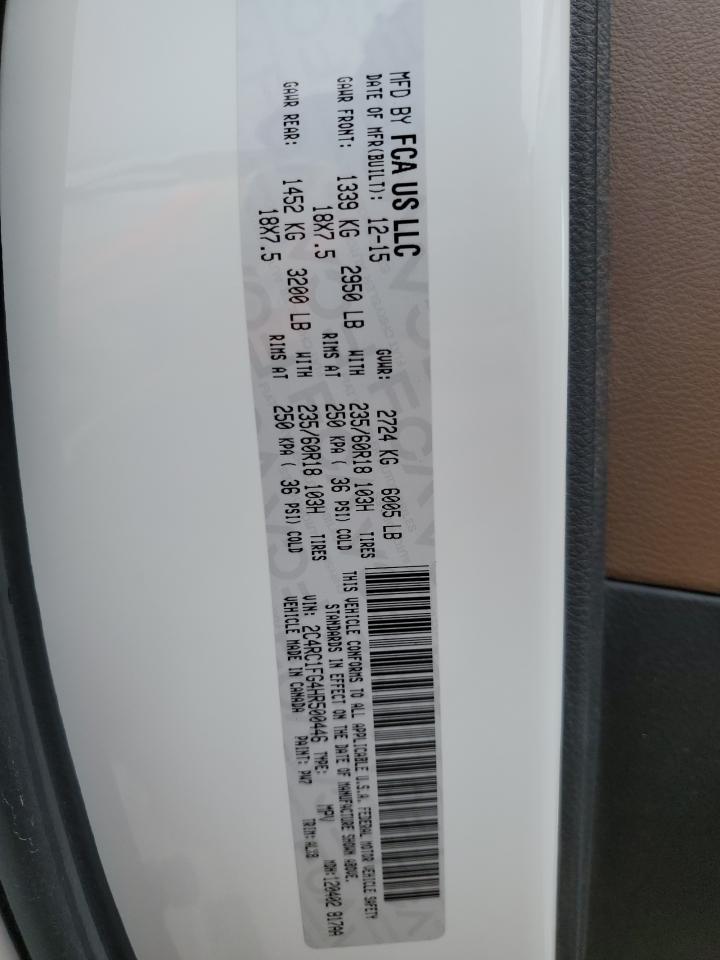 MFD BY FCA US LLC
DATE OF MFR(BUILT): 12-15 GVWR: 2724 KG 6005 LB
GAWR FRONT: 1339 KG 2950 LB WITH 235/60R18 103H TIRES
18X7.5 RIMS AT 250 KPA ( 36 PSI) COLD
GAWR REAR: 1452 KG 3200 LB WITH 235/60R18 103H TIRES
18X7.5 RIMS AT 250 KPA ( 36 PSI) COLD
THIS VEHICLE CONFORMS TO ALL APPLICABLE U.S.A. FEDERAL MOTOR VEHICLE SAFETY
STANDARDS IN EFFECT ON THE DATE OF MANUFACTURE SHOWN ABOVE.
VIN: 2C4RC1FG4HR500446 TYPE: MPV MDH:120402 817AA
VEHICLE MADE IN CANADA PAINT: PW7 TRIM: